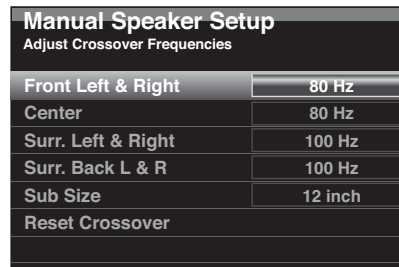 Manual Speaker Setup
Adjust Crossover Frequencies
Front Left & Right 80 Hz
Center 80 Hz
Surr. Left & Right 100 Hz
Surr. Back L & R 100 Hz
Sub Size 12 inch
Reset Crossover